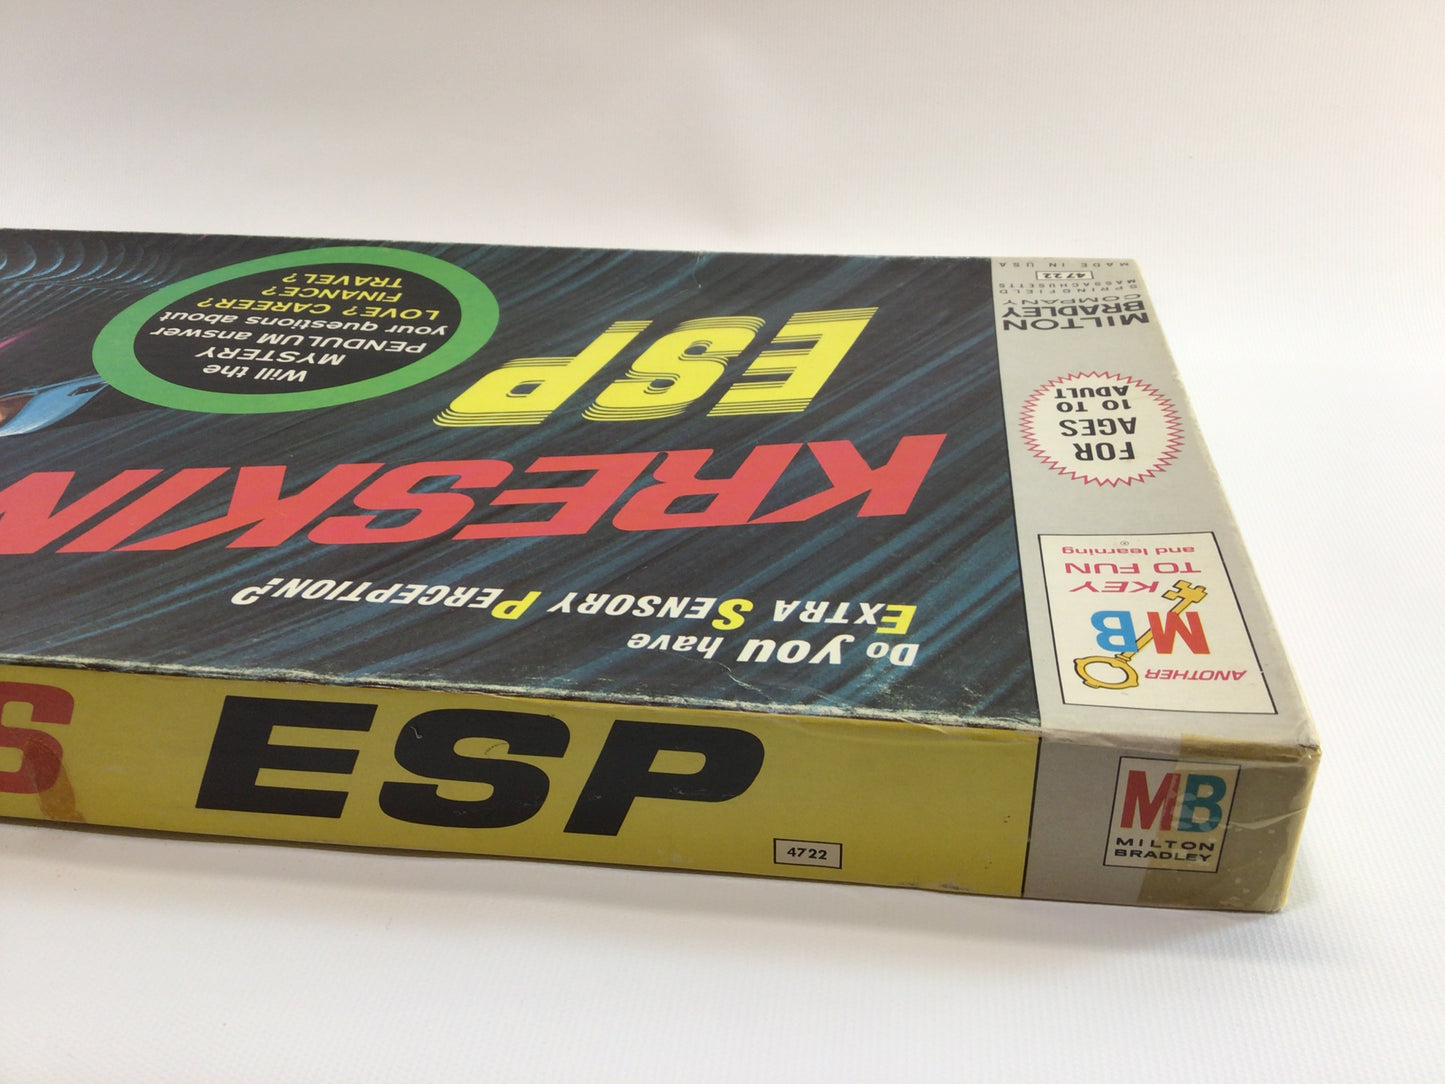 Do you have
EXTRA SENSORY PERCEPTION?
KRESKIN
ESP
Will the
MYSTERY
PENDULUM answer
your questions about
LOVE? CAREER?
FINANCE?
TRAVEL?
ANOTHER
MB
KEY
TO FUN
and learning
®
FOR
AGES
10 TO
ADULT
MILTON
BRADLEY
COMPANY
SPRINGFIELD
MASSACHUSETTS
4722
MADE IN USA
S ESP
4722
MB
MILTON
BRADLEY